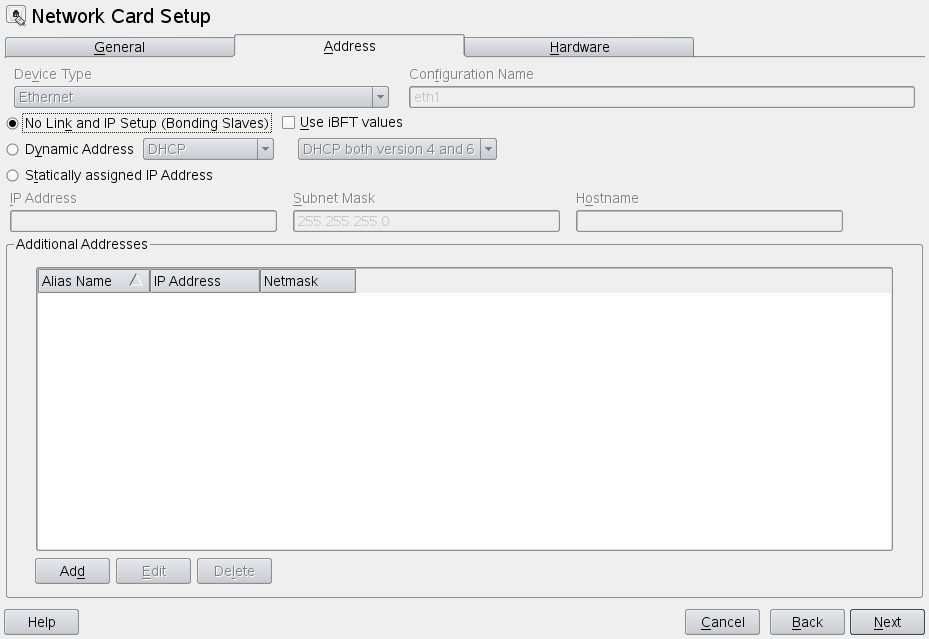 Network Card Setup
General Address Hardware
Device Type Configuration Name
Ethernet eth1
No Link and IP Setup (Bonding Slaves) Use iBFT values
Dynamic Address DHCP DHCP both version 4 and 6
Statically assigned IP Address
IP Address Subnet Mask Hostname
255.255.255.0
Additional Addresses
Alias Name IP Address Netmask
Add Edit Delete
Help Cancel Back Next